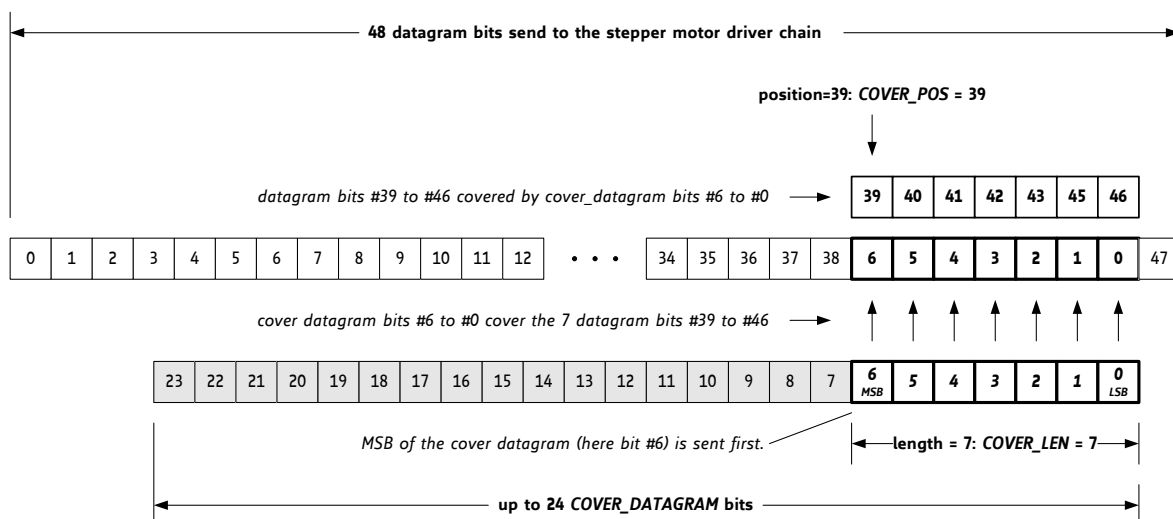 48 datagram bits send to the stepper motor driver chain
position=39: COVER_POS = 39
datagram bits #39 to #46 covered by cover_datagram bits #6 to #0
39 40 41 42 43 45 46
0 1 2 3 4 5 6 7 8 9 10 11 12 • • • 34 35 36 37 38 6 5 4 3 2 1 0 47
cover datagram bits #6 to #0 cover the 7 datagram bits #39 to #46
23 22 21 20 19 18 17 16 15 14 13 12 11 10 9 8 7 6 5 4 3 2 1 0
MSB LSB
MSB of the cover datagram (here bit #6) is sent first.
length = 7: COVER_LEN = 7
up to 24 COVER_DATAGRAM bits